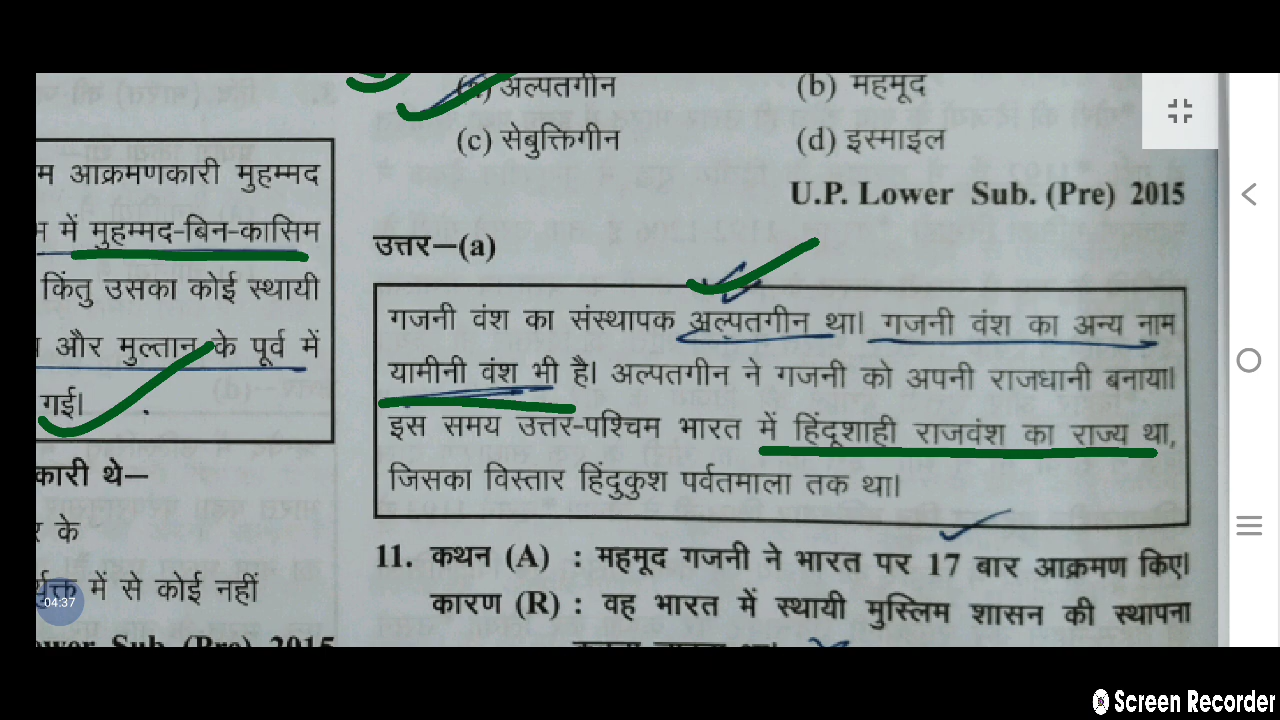 म आक्रमणकारी मुहम्मद
में मुहम्मद-बिन-कासिम
किंतु उसका कोई स्थायी
और मुल्तान के पूर्व में
गई।
कारी थे–
र के
में से कोई नहीं
04:37
(a) अल्पतगीन (b) महमूद
(c) सेबुक्तिगीन (d) इस्माइल
U.P. Lower Sub. (Pre) 2015
उत्तर–(a)
गजनी वंश का संस्थापक अल्पतगीन था। गजनी वंश का अन्य नाम
यामीनी वंश भी है। अल्पतगीन ने गजनी को अपनी राजधानी बनाया।
इस समय उत्तर-पश्चिम भारत में हिंदूशाही राजवंश का राज्य था,
जिसका विस्तार हिंदुकुश पर्वतमाला तक था।
11. कथन (A) : महमूद गजनी ने भारत पर 17 बार आक्रमण किए।
कारण (R) : वह भारत में स्थायी मुस्लिम शासन की स्थापना
Screen Recorder